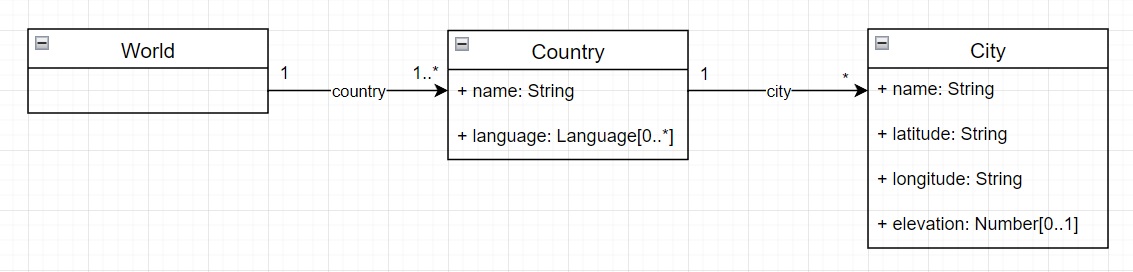 World
1
country
1..*
Country
+ name: String
+ language: Language[0..*]
1
city
*
City
+ name: String
+ latitude: String
+ longitude: String
+ elevation: Number[0..1]